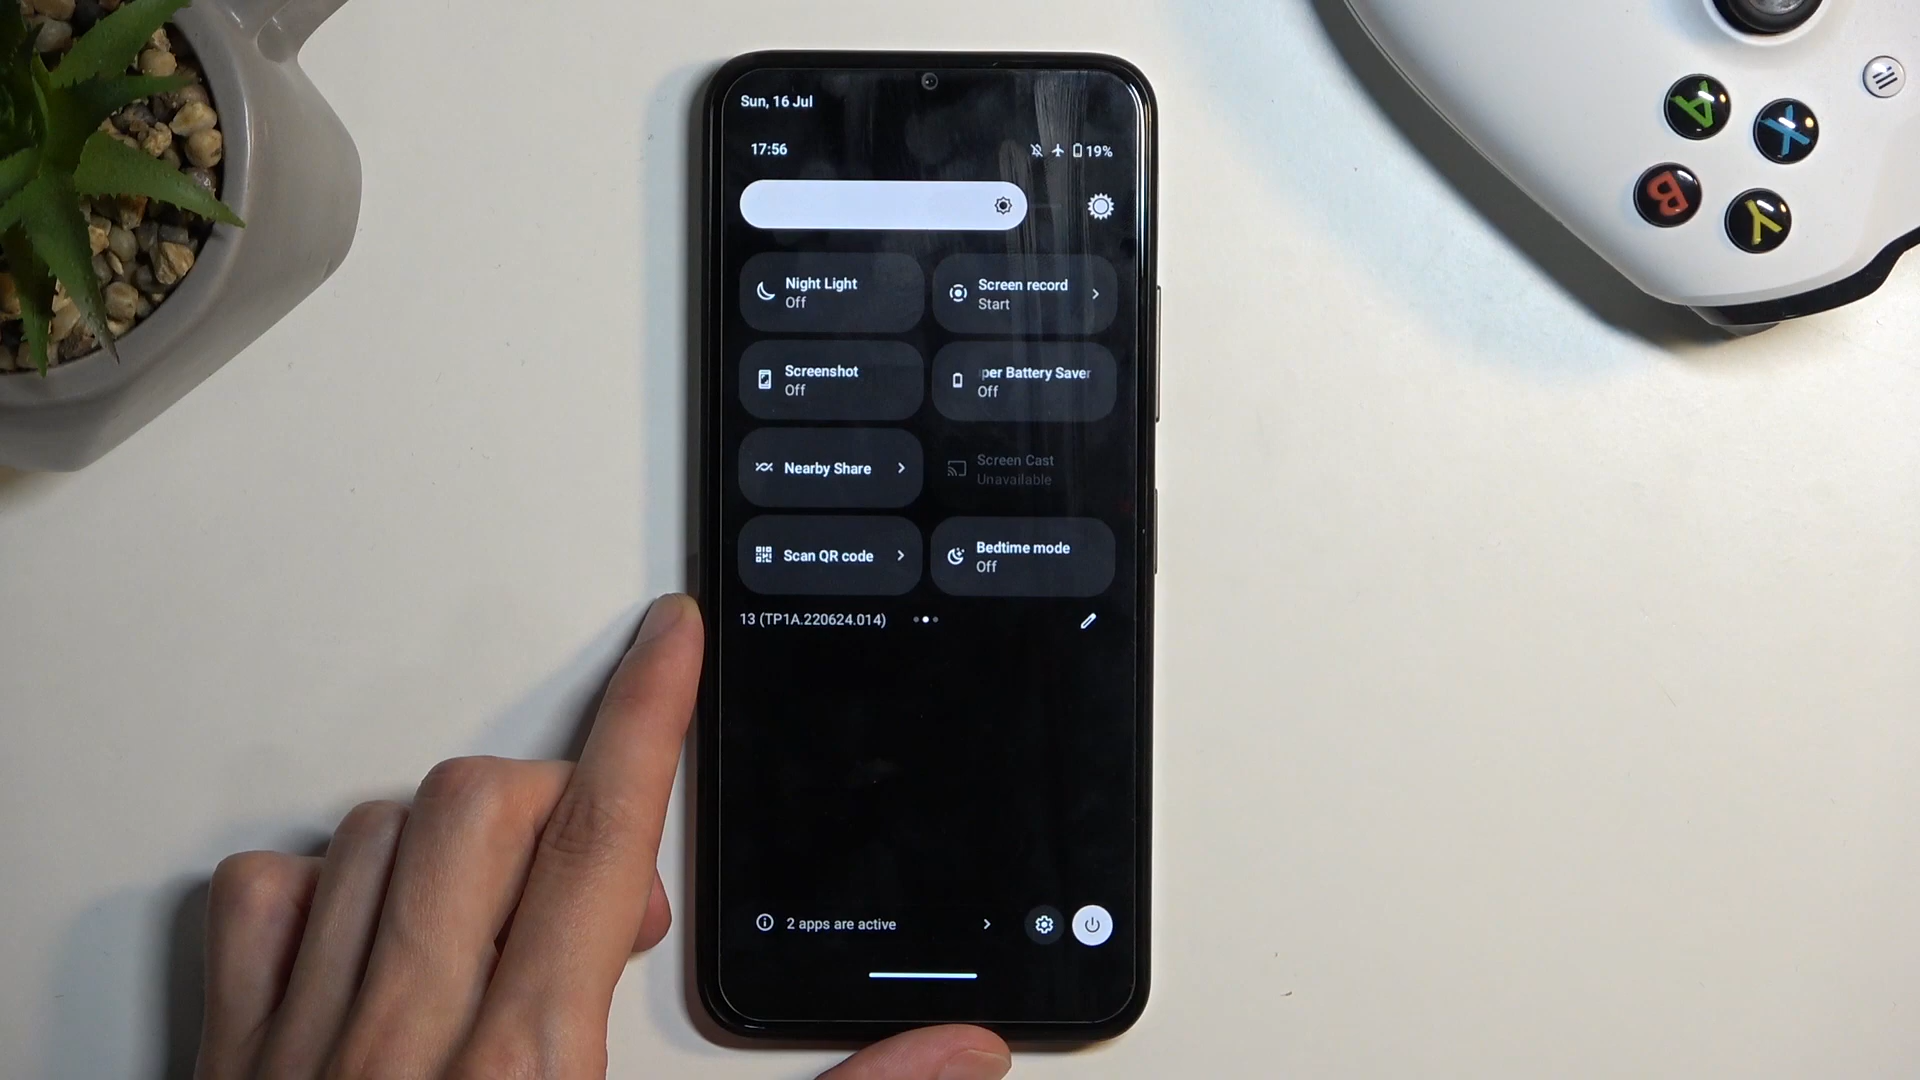 Sun, 16 Jul
17:56
19%
Night Light
Off
Screen record
Start
Screenshot
Off
per Battery Saver
Off
Nearby Share
Screen Cast
Unavailable
Scan QR code
Bedtime mode
Off
13 (TP1A.220624.014)
2 apps are active
A
X
B
Y